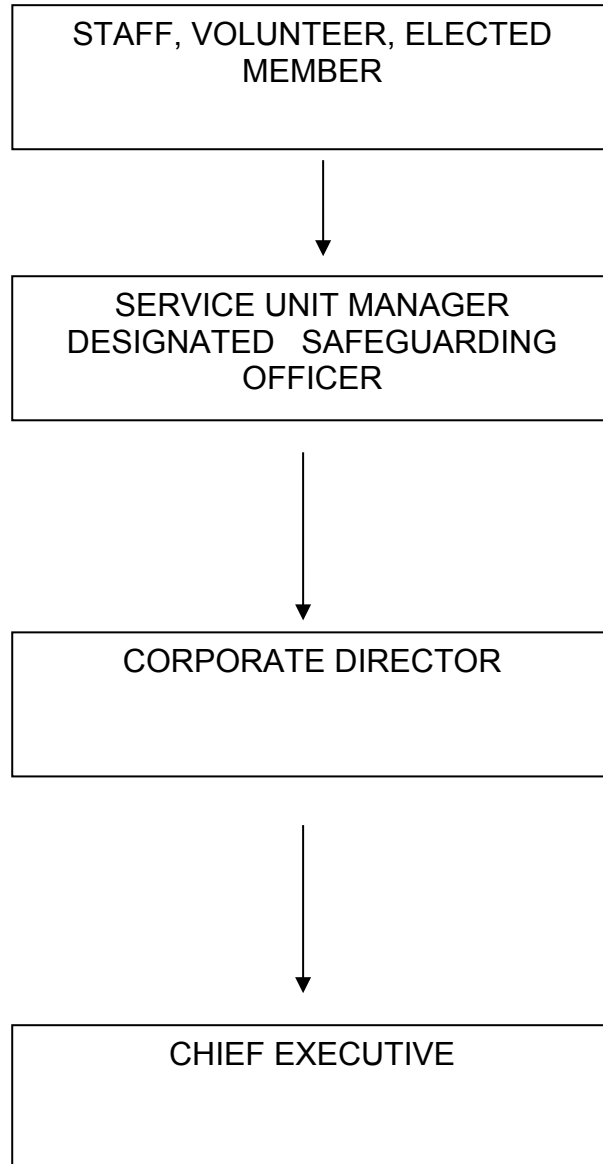 STAFF, VOLUNTEER, ELECTED
MEMBER
SERVICE UNIT MANAGER
DESIGNATED SAFEGUARDING
OFFICER
CORPORATE DIRECTOR
CHIEF EXECUTIVE